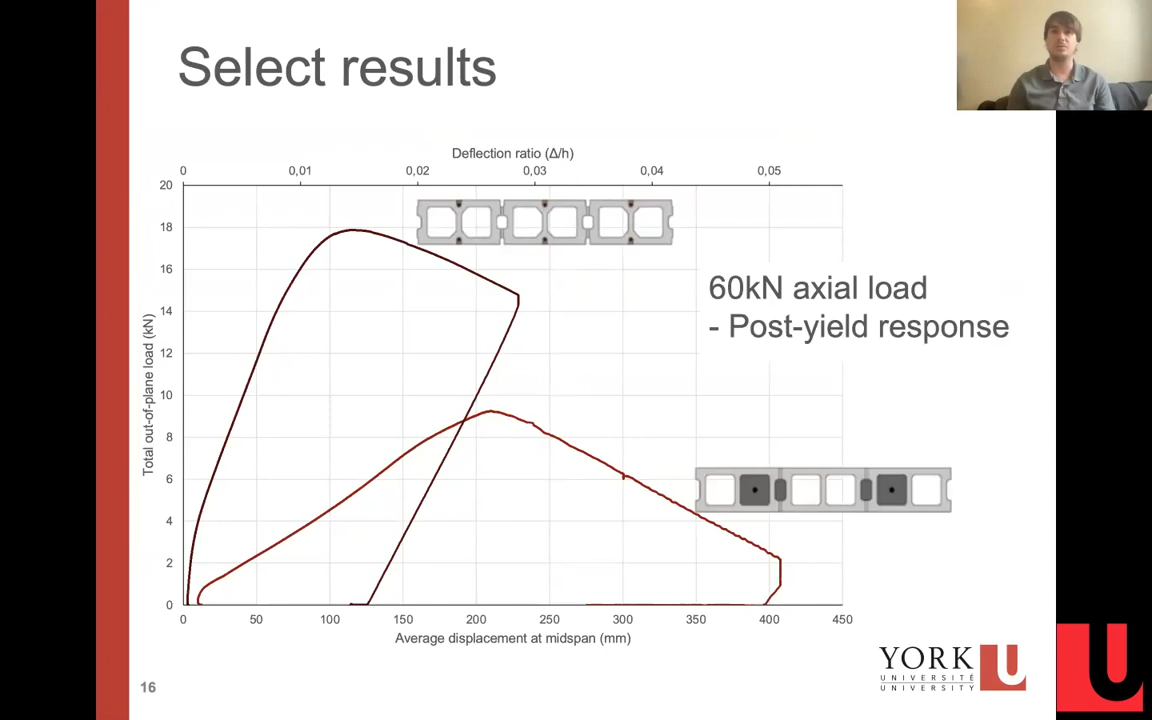 Select results
Deflection ratio (Δ/h)
0 0,01 0,02 0,03 0,04 0,05
20
18
16
14
12
10
8
6
4
2
0
Total out-of-plane load (kN)
60kN axial load
- Post-yield response
0 50 100 150 200 250 300 350 400 450
Average displacement at midspan (mm)
YORK U
UNIVERSITÉ
UNIVERSITY
16
U